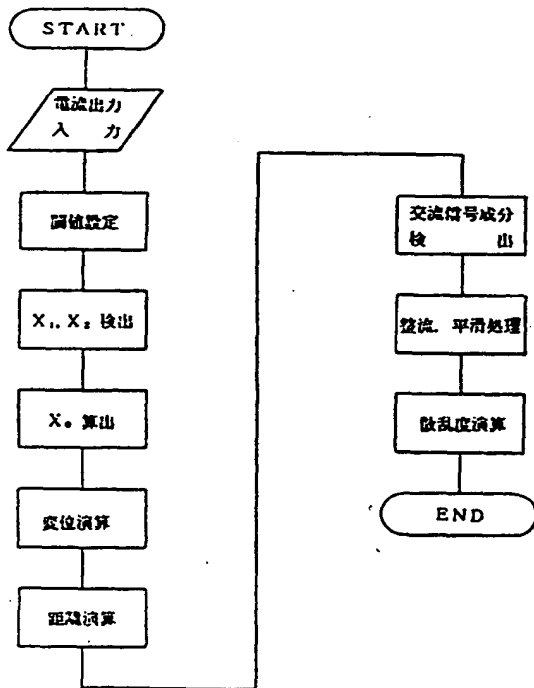 START
電流出力
入 力
閾値設定
X₁, X₂ 検出
X₀ 算出
変位演算
距離演算
交流信号成分
検 出
整流, 平滑処理
散乱度演算
END